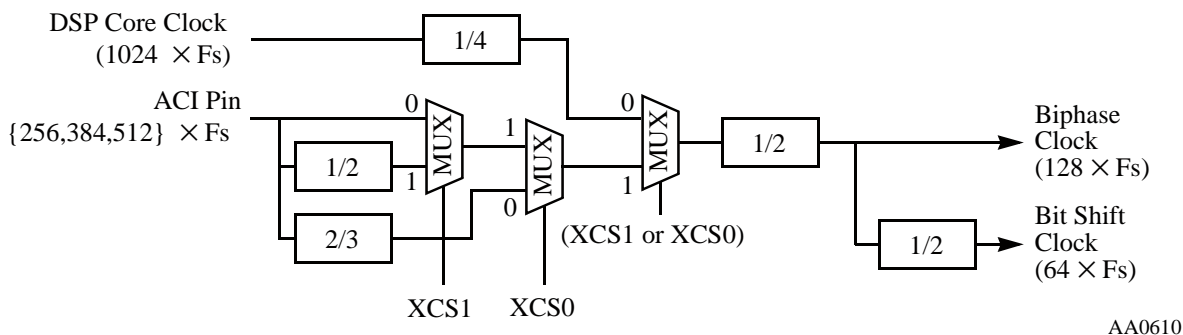 DSP Core Clock
(1024 × Fs)
1/4
ACI Pin
{256,384,512} × Fs
0
MUX
1
1/2
2/3
1
MUX
0
0
MUX
1
(XCS1 or XCS0)
XCS1
XCS0
1/2
Biphase
Clock
(128 × Fs)
1/2
Bit Shift
Clock
(64 × Fs)
AA0610